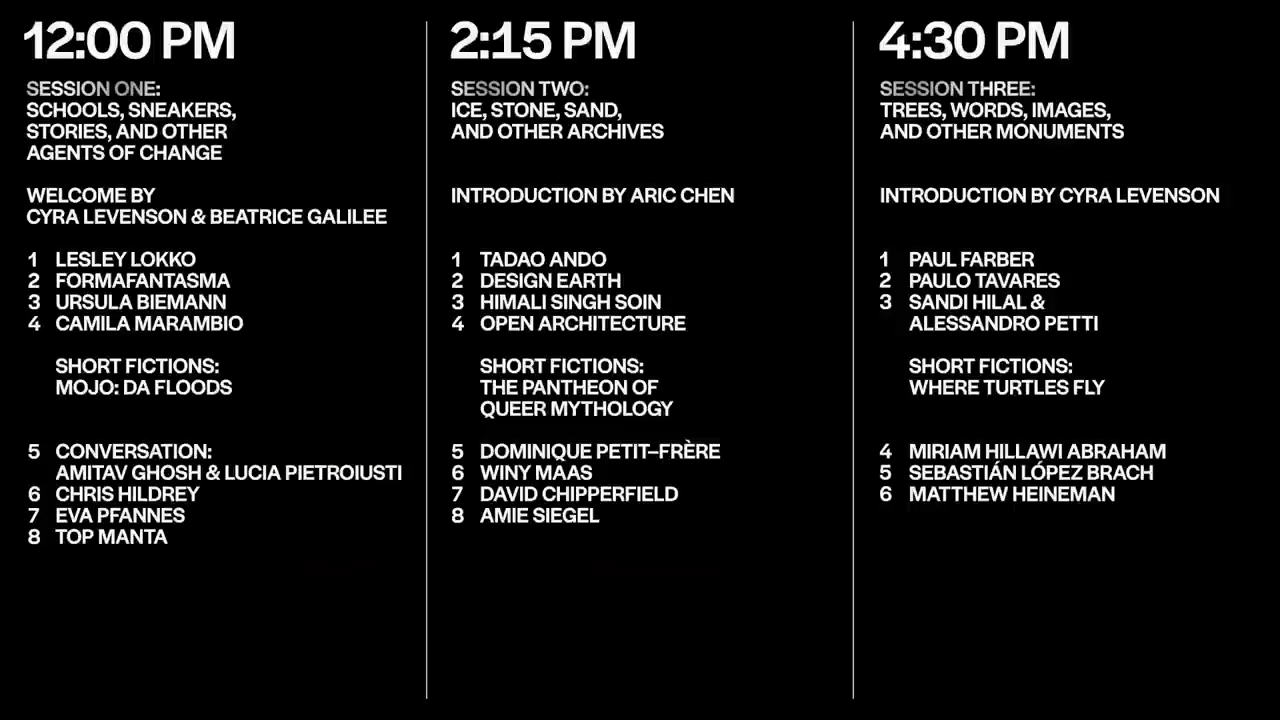 12:00 PM
SESSION ONE:
SCHOOLS, SNEAKERS,
STORIES, AND OTHER
AGENTS OF CHANGE
WELCOME BY
CYRA LEVENSON & BEATRICE GALILEE
1 LESLEY LOKKO
2 FORMAFANTASMA
3 URSULA BIEMANN
4 CAMILA MARAMBIO
SHORT FICTIONS:
MOJO: DA FLOODS
5 CONVERSATION:
AMITAV GHOSH & LUCIA PIETROIUSTI
6 CHRIS HILDREY
7 EVA PFANNES
8 TOP MANTA
2:15 PM
SESSION TWO:
ICE, STONE, SAND,
AND OTHER ARCHIVES
INTRODUCTION BY ARIC CHEN
1 TADAO ANDO
2 DESIGN EARTH
3 HIMALI SINGH SOIN
4 OPEN ARCHITECTURE
SHORT FICTIONS:
THE PANTHEON OF
QUEER MYTHOLOGY
5 DOMINIQUE PETIT–FRÈRE
6 WINY MAAS
7 DAVID CHIPPERFIELD
8 AMIE SIEGEL
4:30 PM
SESSION THREE:
TREES, WORDS, IMAGES,
AND OTHER MONUMENTS
INTRODUCTION BY CYRA LEVENSON
1 PAUL FARBER
2 PAULO TAVARES
3 SANDI HILAL &
ALESSANDRO PETTI
SHORT FICTIONS:
WHERE TURTLES FLY
4 MIRIAM HILLAWI ABRAHAM
5 SEBASTIÁN LÓPEZ BRACH
6 MATTHEW HEINEMAN